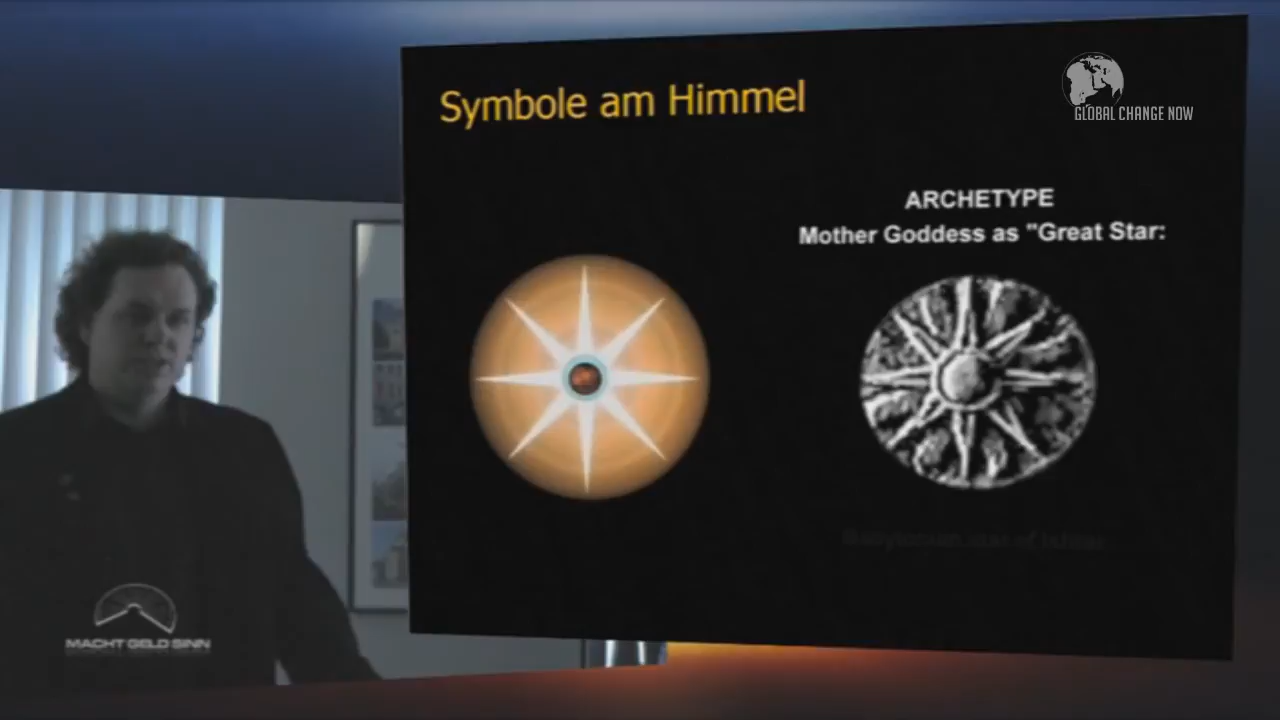 Symbole am Himmel
GLOBAL CHANGE NOW
ARCHETYPE
Mother Goddess as "Great Star:
MACHT GELD SINN